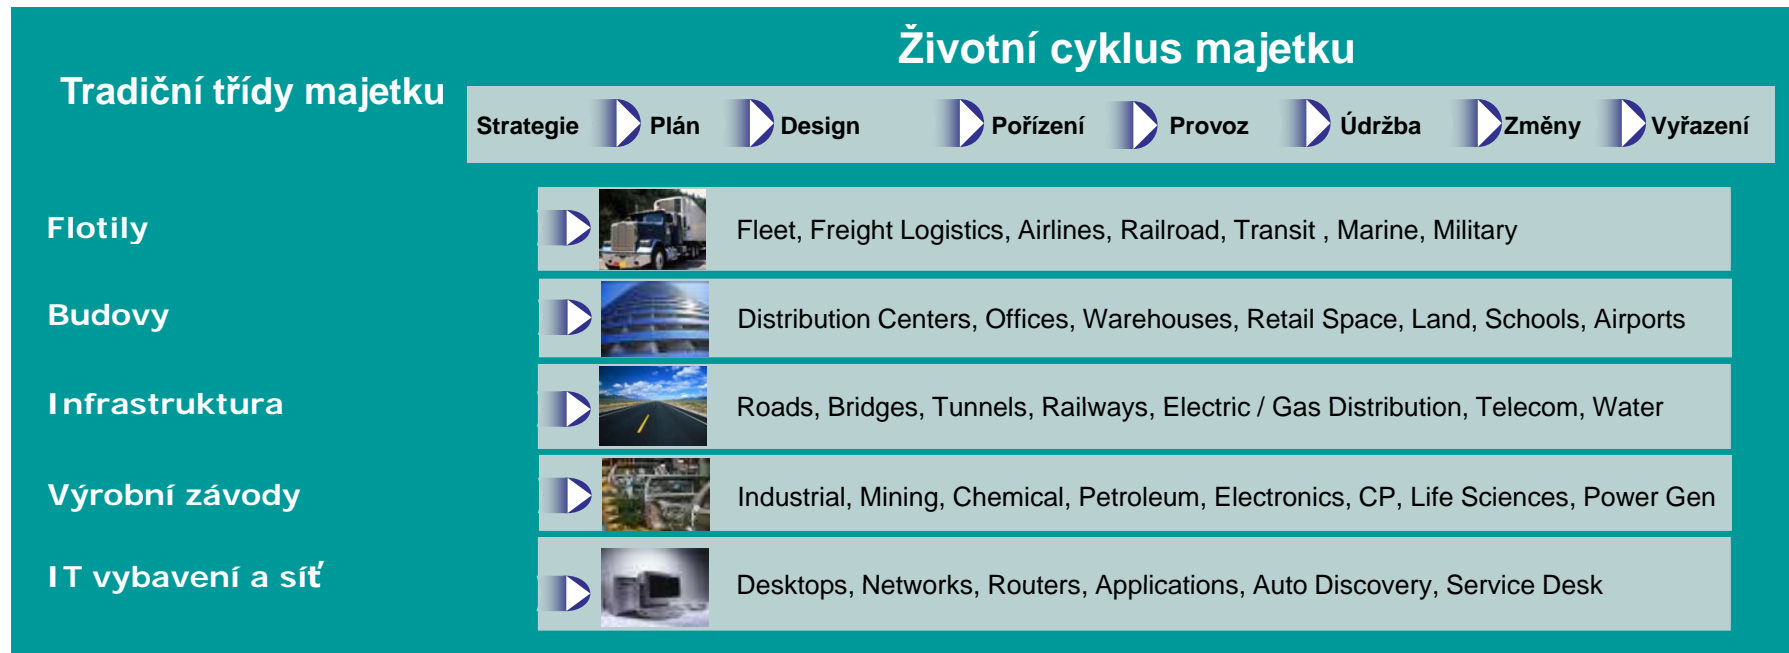 Životní cyklus majetku
Tradiční třídy majetku
Strategie Plán Design Pořízení Provoz Údržba Změny Vyřazení
Flotily
Fleet, Freight Logistics, Airlines, Railroad, Transit , Marine, Military
Budovy
Distribution Centers, Offices, Warehouses, Retail Space, Land, Schools, Airports
Infrastruktura
Roads, Bridges, Tunnels, Railways, Electric / Gas Distribution, Telecom, Water
Výrobní závody
Industrial, Mining, Chemical, Petroleum, Electronics, CP, Life Sciences, Power Gen
IT vybavení a síť
Desktops, Networks, Routers, Applications, Auto Discovery, Service Desk